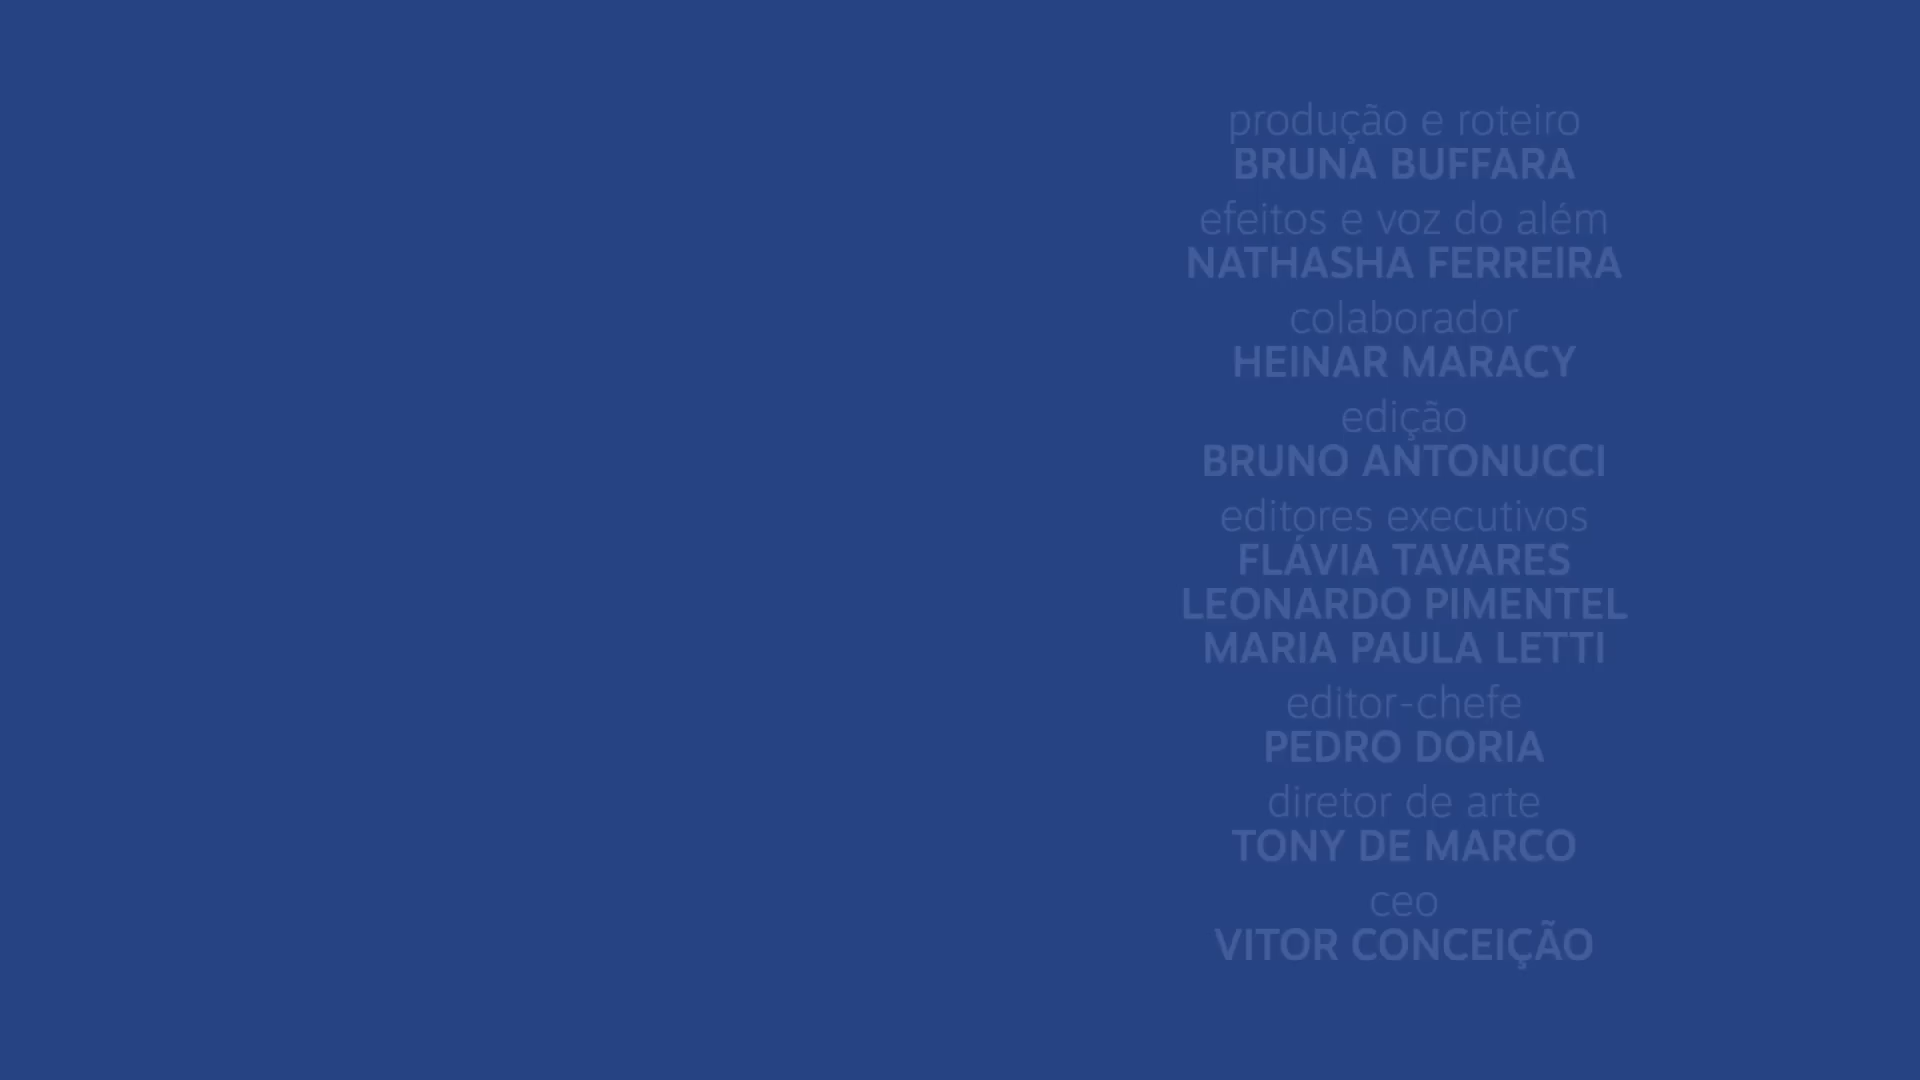 produção e roteiro
BRUNA BUFFARA
efeitos e voz do além
NATHASHA FERREIRA
colaborador
HEINAR MARACY
edição
BRUNO ANTONUCCI
editores executivos
FLÁVIA TAVARES
LEONARDO PIMENTEL
MARIA PAULA LETTI
editor-chefe
PEDRO DORIA
diretor de arte
TONY DE MARCO
ceo
VITOR CONCEIÇÃO